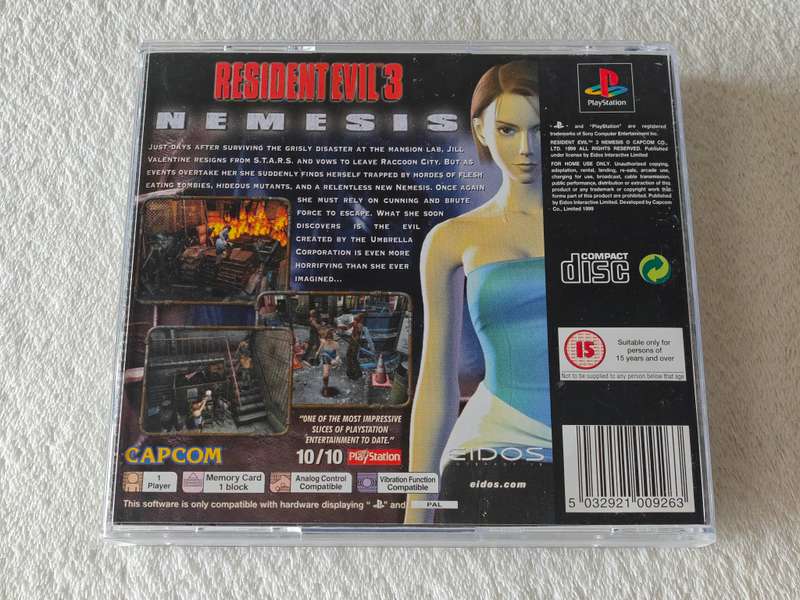 RESIDENT EVIL 3
NEMESIS
JUST DAYS AFTER SURVIVING THE GRISLY DISASTER AT THE MANSION LAB, JILL
VALENTINE RESIGNS FROM S.T.A.R.S. AND VOWS TO LEAVE RACCOON CITY. BUT AS
EVENTS OVERTAKE HER SHE SUDDENLY FINDS HERSELF TRAPPED BY HORDES OF FLESH
EATING ZOMBIES, HIDEOUS MUTANTS, AND A RELENTLESS NEW NEMESIS. ONCE AGAIN
SHE MUST RELY ON CUNNING AND BRUTE
FORCE TO ESCAPE. WHAT SHE SOON
DISCOVERS IS THE EVIL
CREATED BY THE UMBRELLA
CORPORATION IS EVEN MORE
HORRIFYING THAN SHE EVER
IMAGINED...
"ONE OF THE MOST IMPRESSIVE
SLICES OF PLAYSTATION
ENTERTAINMENT TO DATE."
10/10 PlayStation
CAPCOM
1
Player
Memory Card
1 block
Analog Control
Compatible
Vibration Function
Compatible
This software is only compatible with hardware displaying " " and PAL
EIDOS
INTERACTIVE
eidos.com
PlayStation
" " and "PlayStation" are registered
trademarks of Sony Computer Entertainment Inc.
RESIDENT EVIL™ 3 NEMESIS © CAPCOM CO.,
LTD. 1999 ALL RIGHTS RESERVED. Published
under license by Eidos Interactive Limited
FOR HOME USE ONLY. Unauthorized copying,
adaptation, rental, lending, re-sale, arcade use,
charging for use, broadcast, cable transmission,
public performance, distribution or extraction of this
product or any trademark or copyright work that
forms part of this product are prohibited. Published
by Eidos Interactive Limited. Developed by Capcom
Co., Limited 1999
COMPACT
disc
15
Suitable only for
persons of
15 years and over
Not to be supplied to any person below that age
5 032921 009263